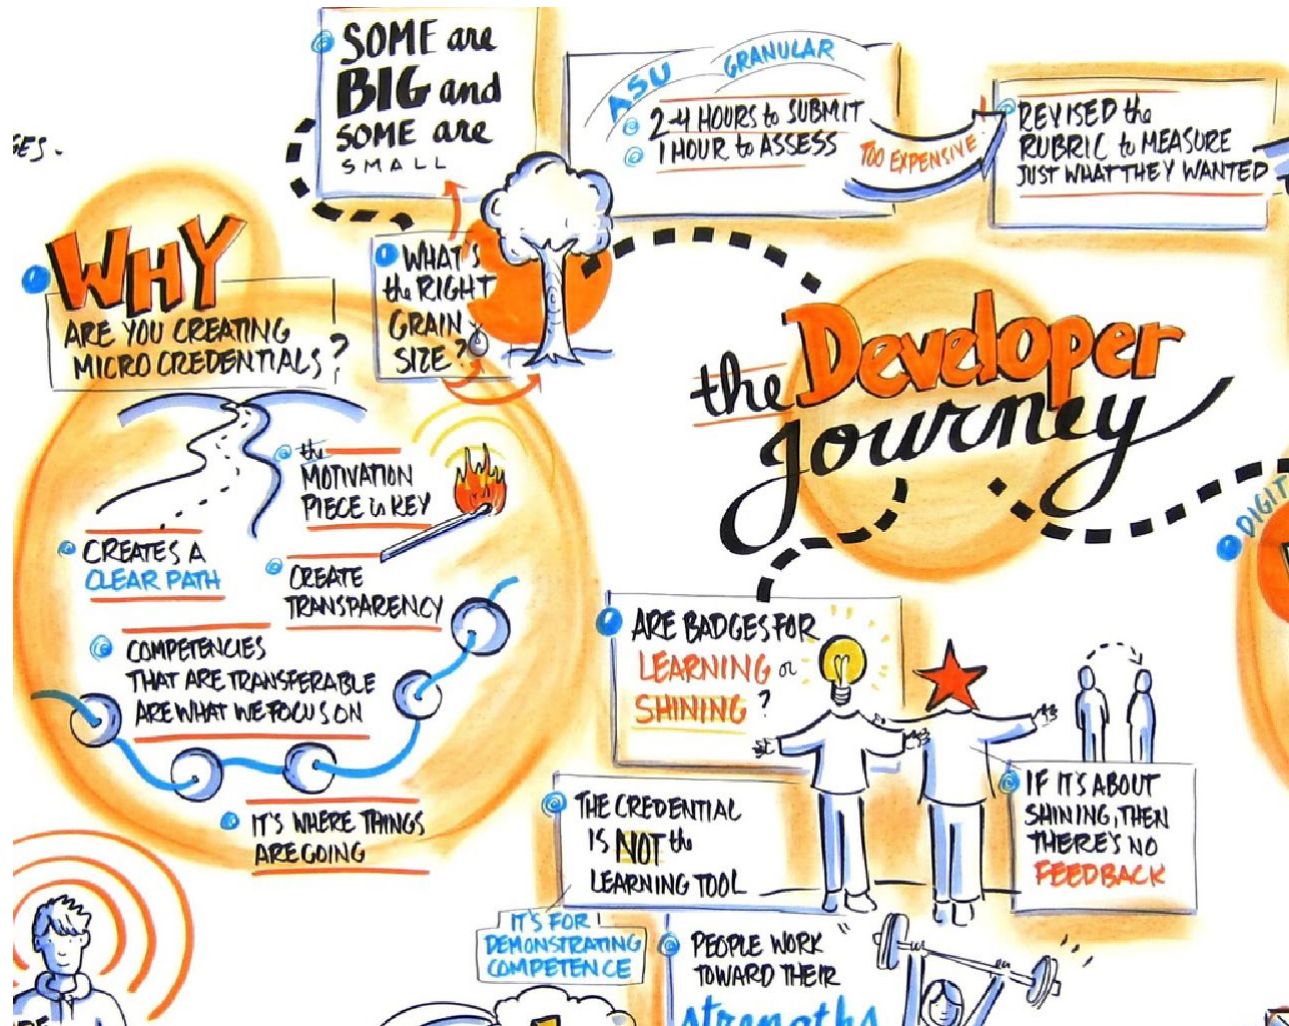 GES.
SOME are
BIG and
SOME are
SMALL
ASU GRANULAR
2-4 HOURS to SUBMIT
1 HOUR to ASSESS
TOO EXPENSIVE
REVISED the
RUBRIC to MEASURE
JUST WHAT THEY WANTED
WHY
ARE YOU CREATING
MICRO CREDENTIALS?
WHAT'S
the RIGHT
GRAIN
SIZE?
the Developer
journey
the
MOTIVATION
PIECE is KEY
CREATES A
CLEAR PATH
CREATE
TRANSPARENCY
COMPETENCIES
THAT ARE TRANSFERABLE
ARE WHAT WE FOCUS ON
IT'S WHERE THINGS
ARE GOING
DIGIT
ARE BADGES FOR
LEARNING or
SHINING?
THE CREDENTIAL
IS NOT the
LEARNING TOOL
IF IT'S ABOUT
SHINING, THEN
THERE'S NO
FEEDBACK
IT'S FOR
DEMONSTRATING
COMPETENCE
PEOPLE WORK
TOWARD THEIR
strengths